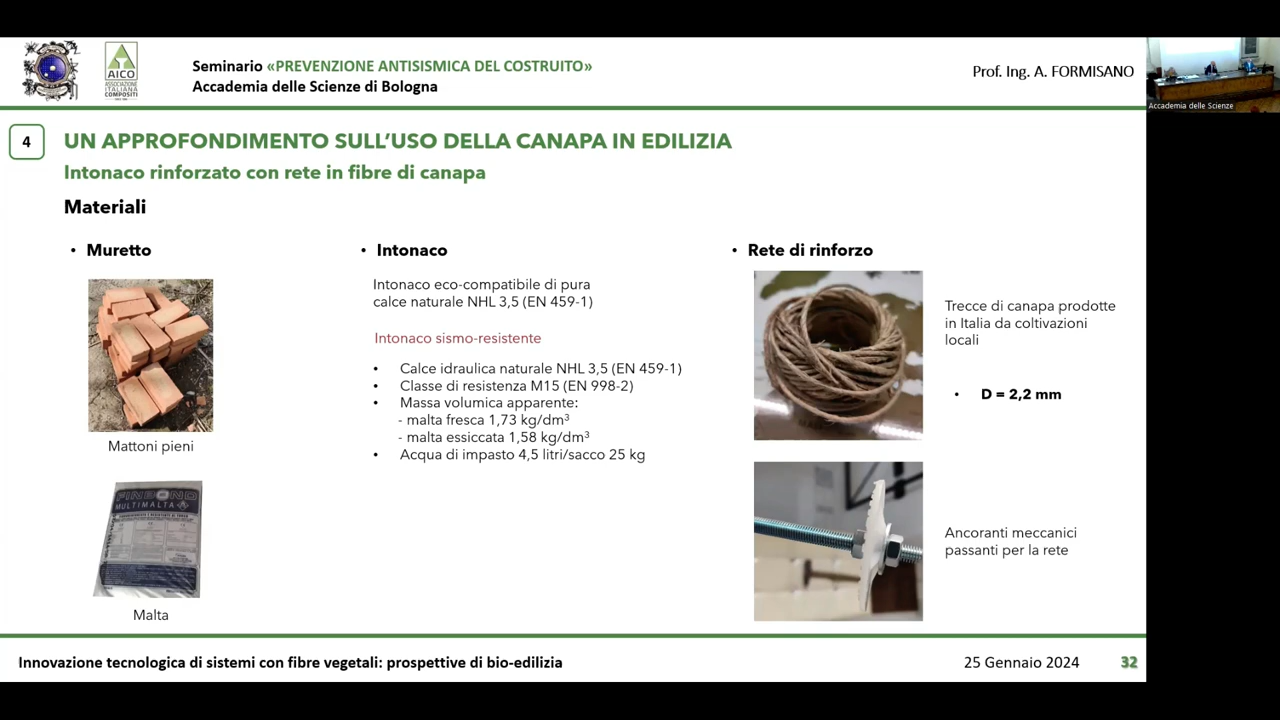 AICO
ASSOCIAZIONE
ITALIANA
COMPOSITI
Seminario «PREVENZIONE ANTISISMICA DEL COSTRUITO»
Accademia delle Scienze di Bologna
Prof. Ing. A. FORMISANO
Accademia delle Scienze
4
UN APPROFONDIMENTO SULL’USO DELLA CANAPA IN EDILIZIA
Intonaco rinforzato con rete in fibre di canapa
Materiali
• Muretto
Mattoni pieni
MULTIMALTA
Malta
• Intonaco
Intonaco eco-compatibile di pura
calce naturale NHL 3,5 (EN 459-1)
Intonaco sismo-resistente
• Calce idraulica naturale NHL 3,5 (EN 459-1)
• Classe di resistenza M15 (EN 998-2)
• Massa volumica apparente:
- malta fresca 1,73 kg/dm³
- malta essiccata 1,58 kg/dm³
• Acqua di impasto 4,5 litri/sacco 25 kg
• Rete di rinforzo
Trecce di canapa prodotte
in Italia da coltivazioni
locali
• D = 2,2 mm
Ancoranti meccanici
passanti per la rete
Innovazione tecnologica di sistemi con fibre vegetali: prospettive di bio-edilizia
25 Gennaio 2024
32